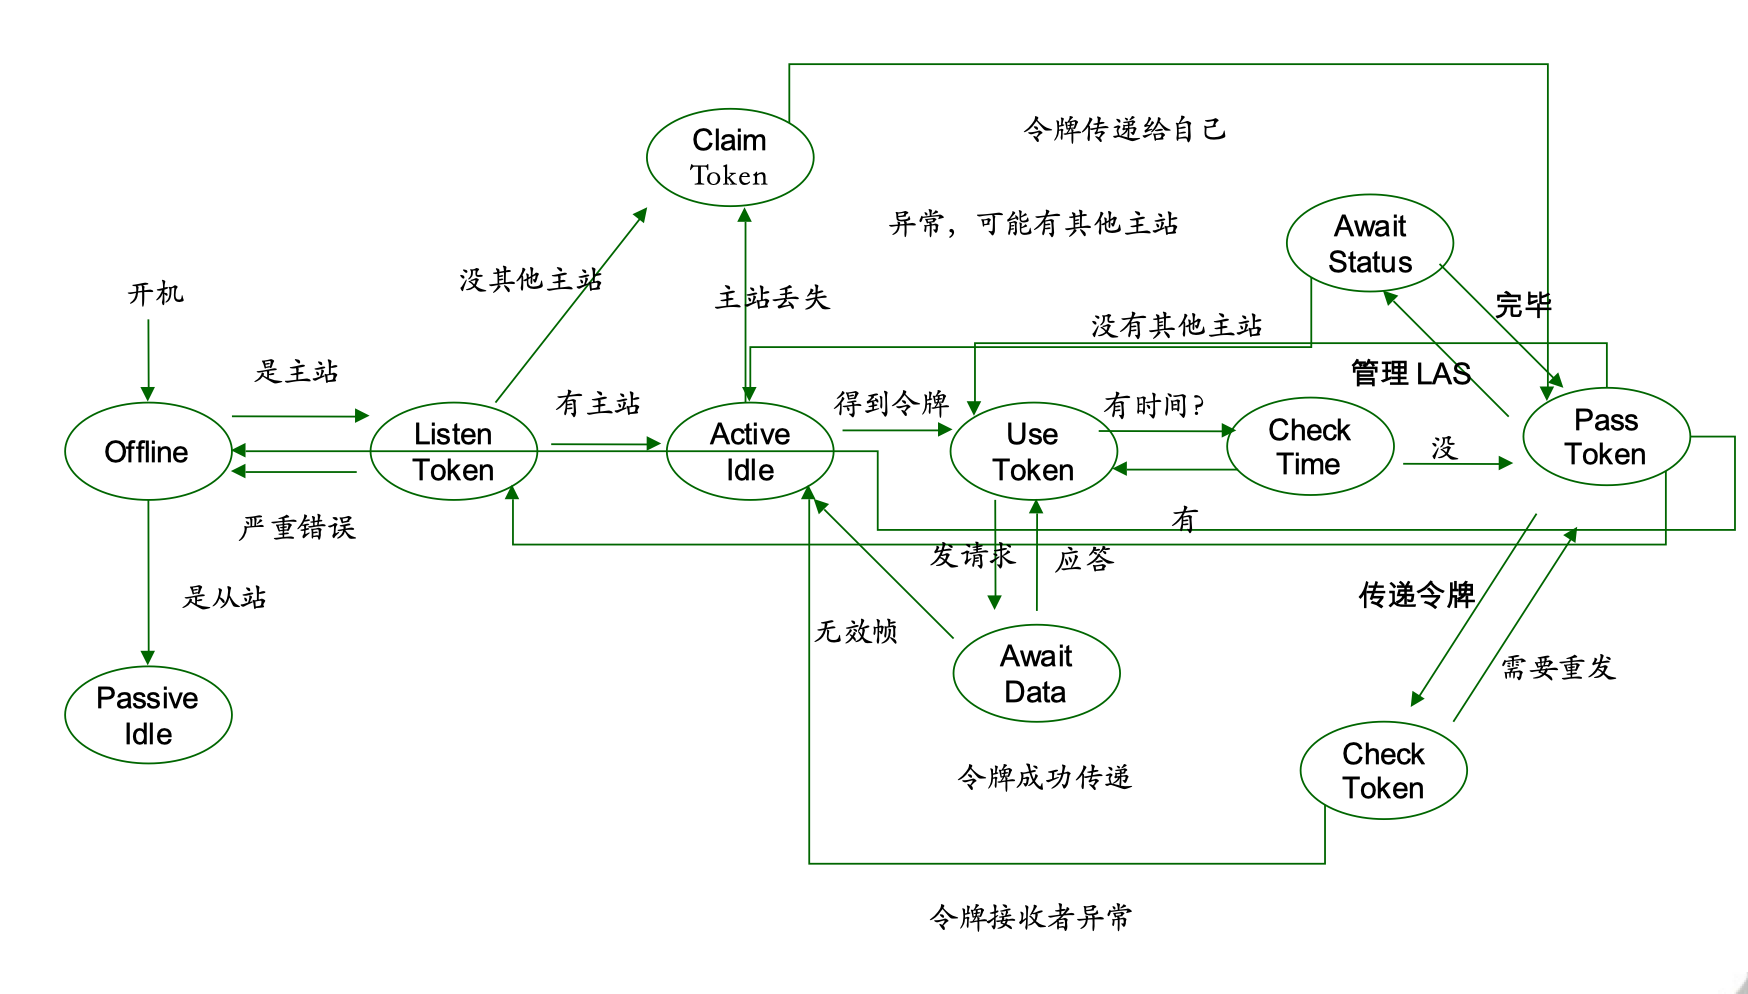 Claim
Token
令牌传递给自己
异常，可能有其他主站
Await
Status
没其他主站
开机
主站丢失
完毕
没有其他主站
是主站
管理 LAS
有主站
得到令牌
有时间?
Offline
Listen
Token
Active
Idle
Use
Token
Check
Time
没
Pass
Token
严重错误
有
发请求
应答
是从站
传递令牌
无效帧
需要重发
Passive
Idle
Await
Data
令牌成功传递
Check
Token
令牌接收者异常